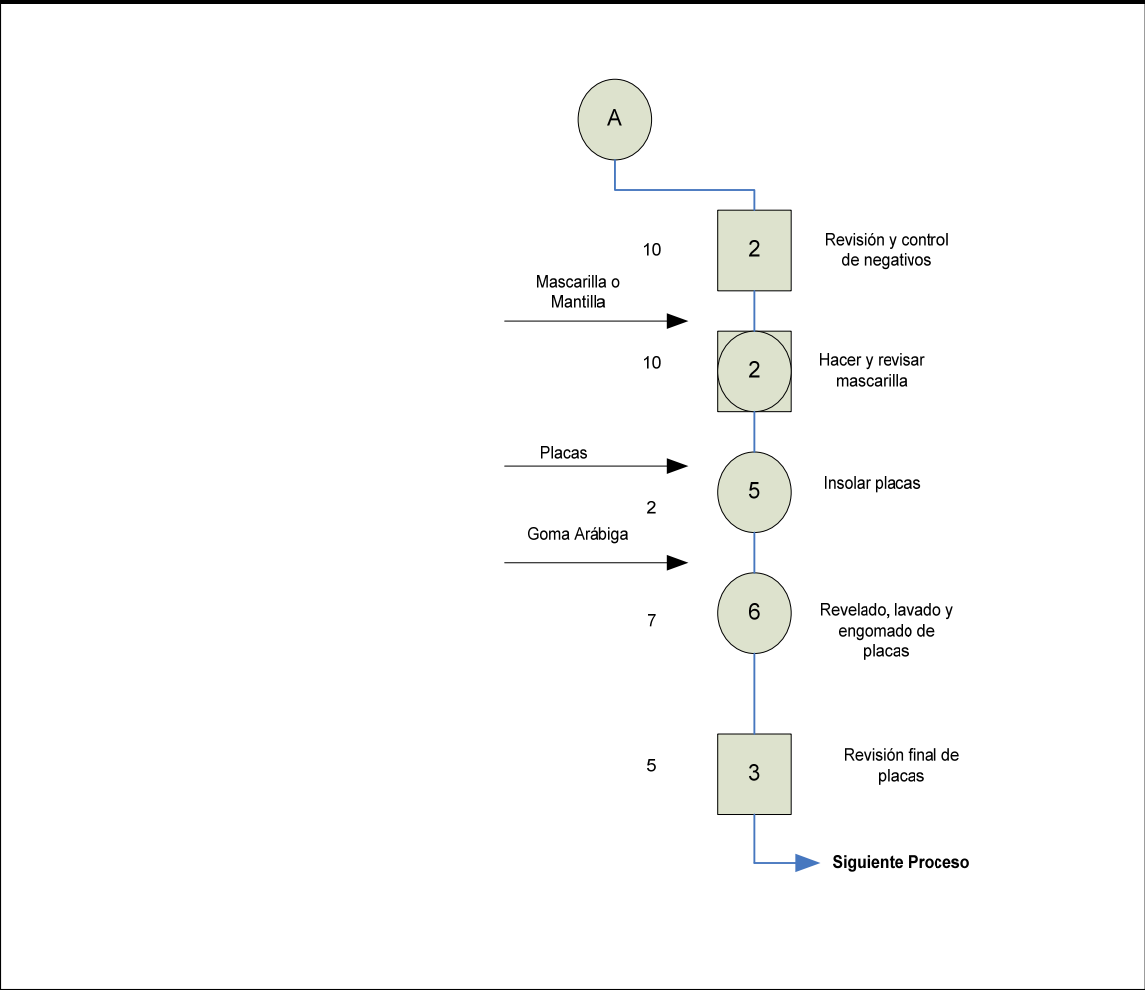 A
10
2
Revisión y control
de negativos
Mascarilla o
Mantilla
10
2
Hacer y revisar
mascarilla
Placas
5
Insolar placas
2
Goma Arábiga
7
6
Revelado, lavado y
engomado de
placas
5
3
Revisión final de
placas
Siguiente Proceso